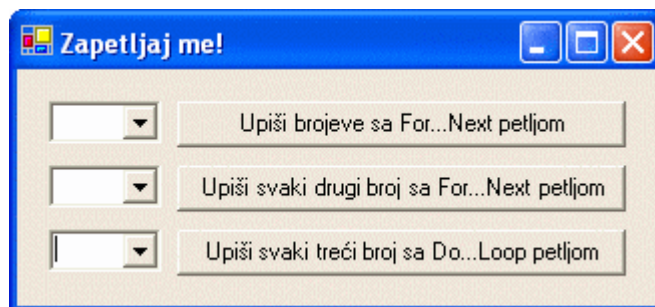 Zapetljaj me!
Upiši brojeve sa For...Next petljom
Upiši svaki drugi broj sa For...Next petljom
Upiši svaki treći broj sa Do...Loop petljom